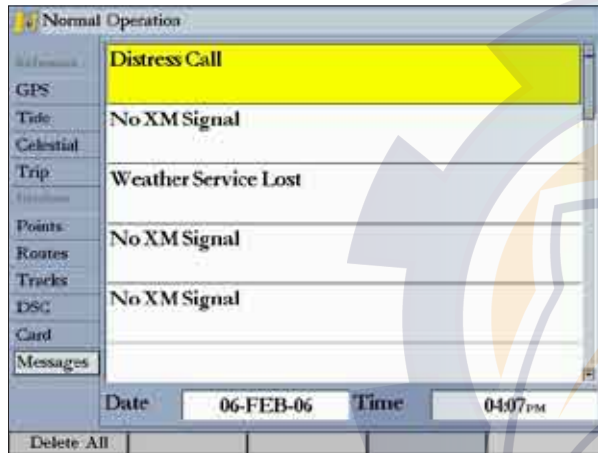 Normal Operation
GPS
Tide
Celestial
Trip
Points
Routes
Tracks
DSC
Card
Messages
Distress Call
No XM Signal
Weather Service Lost
No XM Signal
No XM Signal
Date 06-FEB-06 Time 04:07PM
Delete All